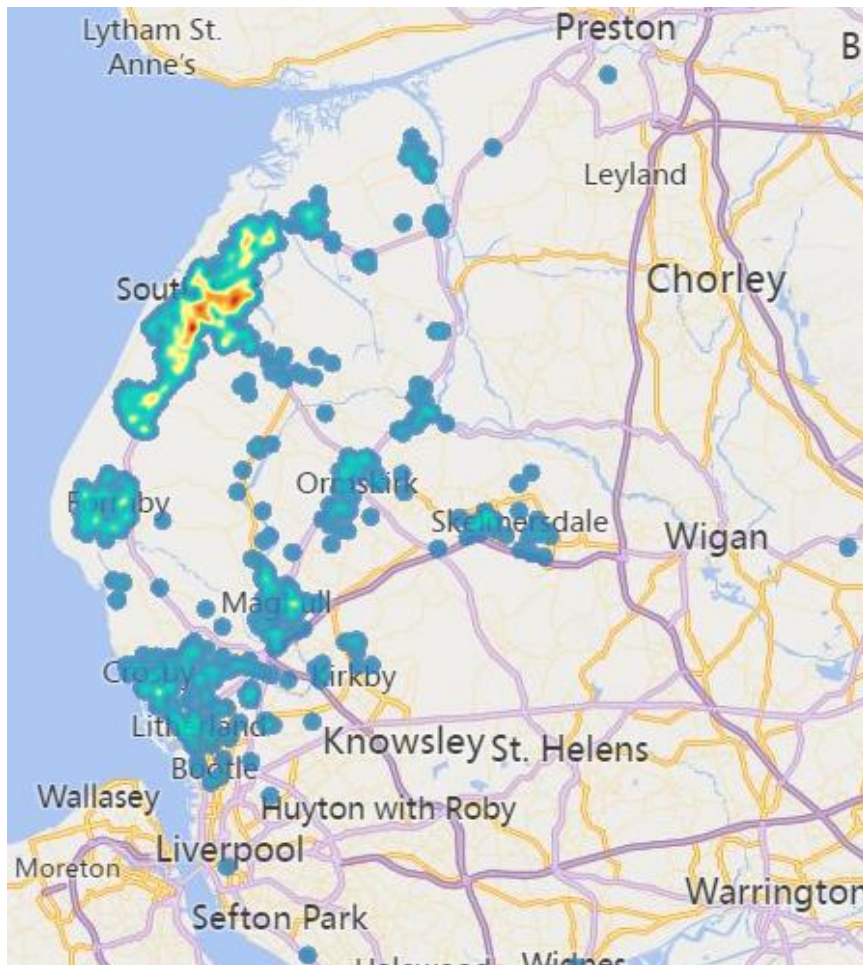 Preston
Lytham St.
Anne's
B
Leyland
Chorley
Ormskirk
Skelmersdale
Wigan
Kirkby
Litherland
Knowsley
St. Helens
Bootle
Wallasey
Huyton with Roby
Liverpool
Moreton
Warrington
Sefton Park
Widnes